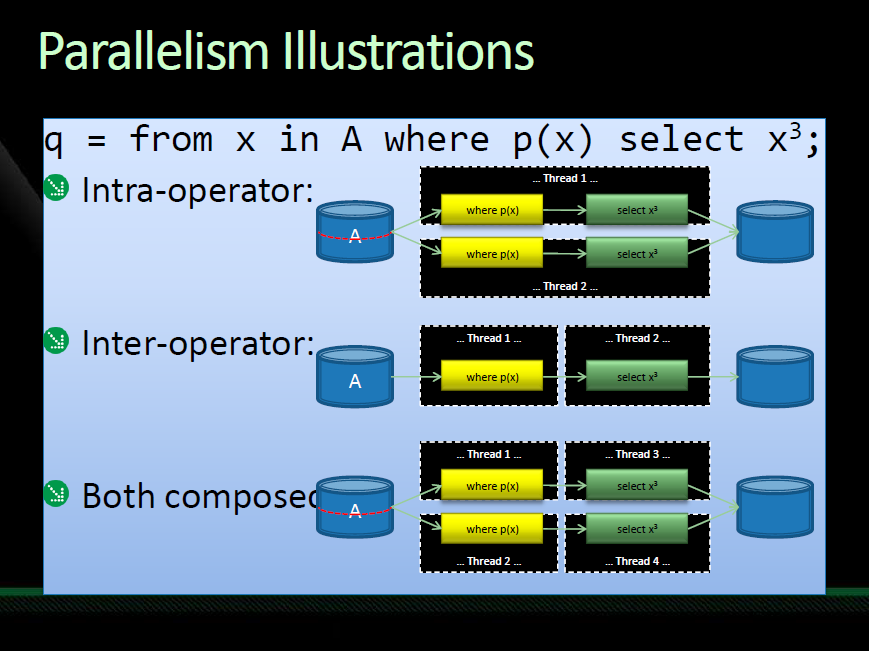 Parallelism Illustrations
q = from x in A where p(x) select x³;
Intra-operator:
... Thread 1 ...
A
where p(x)
select x³
where p(x)
select x³
... Thread 2 ...
Inter-operator:
... Thread 1 ...
... Thread 2 ...
A
where p(x)
select x³
Both composed
... Thread 1 ...
... Thread 3 ...
A
where p(x)
select x³
where p(x)
select x³
... Thread 2 ...
... Thread 4 ...